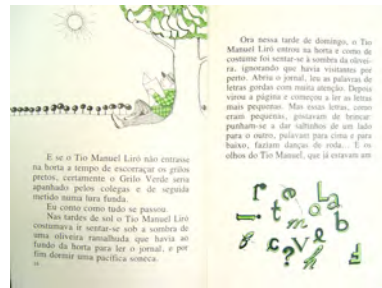 E se o Tio Manuel Liró não entrasse
na horta a tempo de escorraçar os grilos
pretos, certamente o Grilo Verde seria
apanhado pelos colegas e de seguida
metido numa lura funda.
Eu conto como tudo se passou.
Nas tardes de sol o Tio Manuel Liró
costumava ir sentar-se sob a sombra de
uma oliveira ramalhuda que havia ao
fundo da horta para ler o jornal, e por
fim dormir uma pacífica soneca.
Ora nessa tarde de domingo, o Tio
Manuel Liró entrou na horta e como de
costume foi sentar-se à sombra da olivei-
ra, ignorando que havia visitantes por
perto. Abriu o jornal, leu as palavras de
letras gordas com muita atenção. Depois
virou a página e começou a ler as letras
mais pequenas. Mas essas letras, como
eram pequenas, gostavam de brincar:
punham-se a dar saltinhos de um lado
para o outro, pulavam para cima e para
baixo, faziam danças de roda... E os
olhos do Tio Manuel, que já estavam um